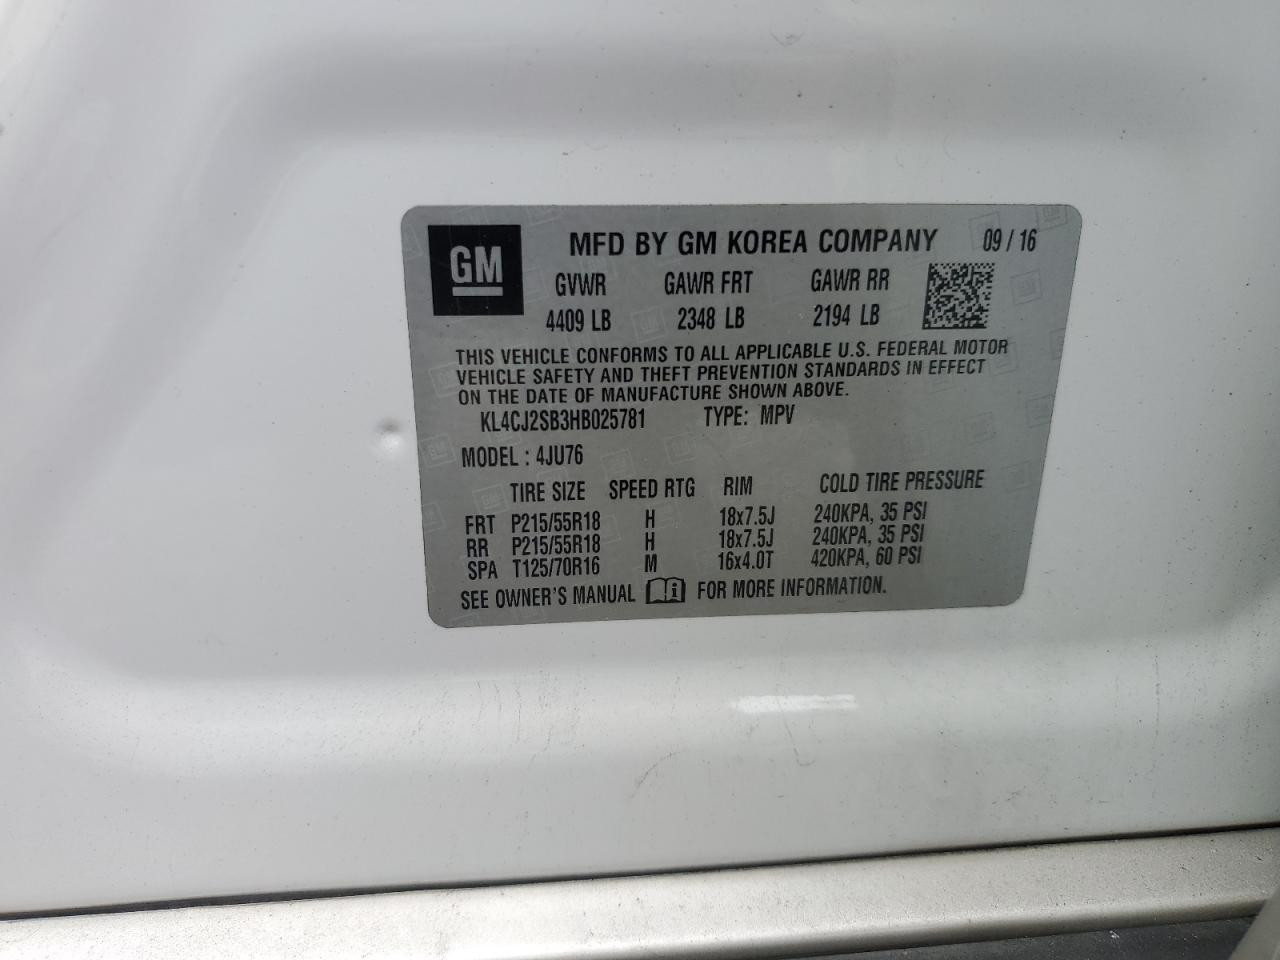 GM
MFD BY GM KOREA COMPANY 09 / 16
GVWR GAWR FRT GAWR RR
4409 LB 2348 LB 2194 LB
THIS VEHICLE CONFORMS TO ALL APPLICABLE U.S. FEDERAL MOTOR
VEHICLE SAFETY AND THEFT PREVENTION STANDARDS IN EFFECT
ON THE DATE OF MANUFACTURE SHOWN ABOVE.
KL4CJ2SB3HB025781 TYPE: MPV
MODEL : 4JU76
TIRE SIZE SPEED RTG RIM COLD TIRE PRESSURE
FRT P215/55R18 H 18x7.5J 240KPA, 35 PSI
RR P215/55R18 H 18x7.5J 240KPA, 35 PSI
SPA T125/70R16 M 16x4.0T 420KPA, 60 PSI
SEE OWNER'S MANUAL FOR MORE INFORMATION.